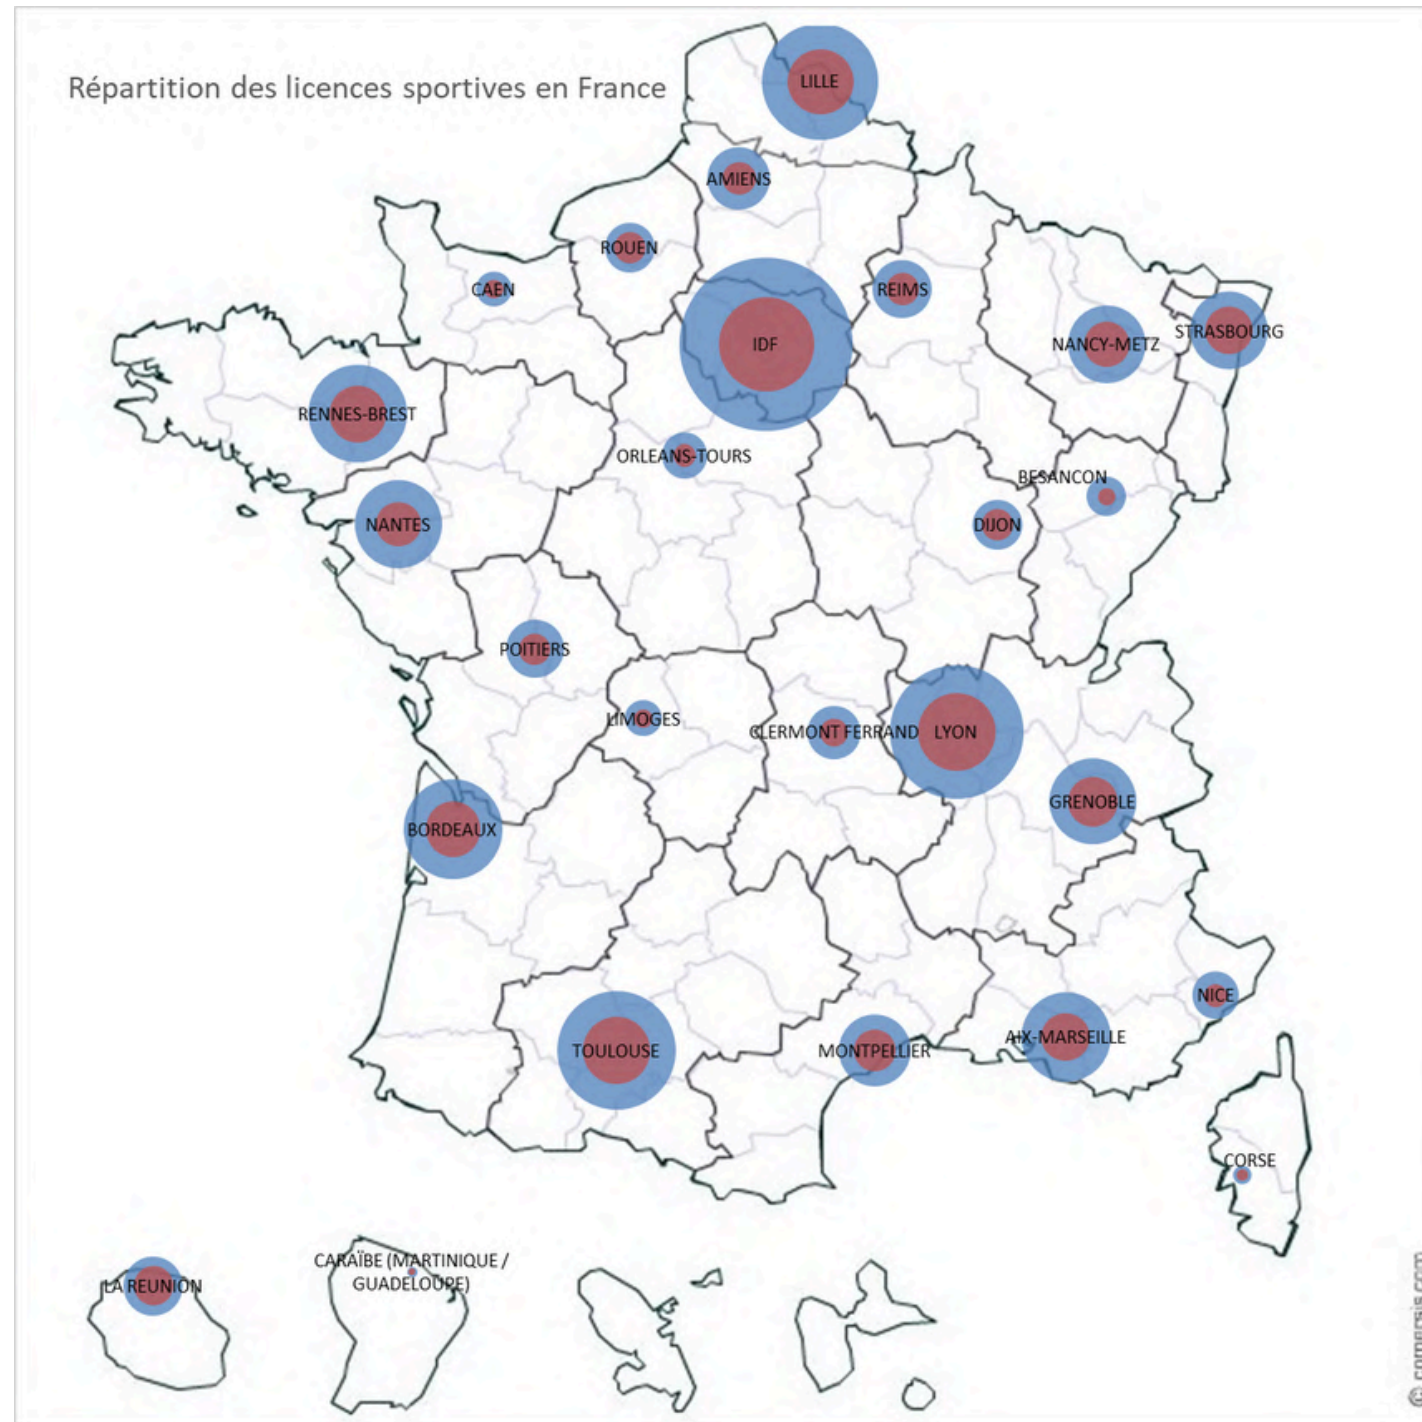 Répartition des licences sportives en France
LILLE
AMIENS
ROUEN
CAEN
REIMS
IDF
NANCY-METZ
STRASBOURG
RENNES-BREST
ORLEANS-TOURS
BESANCON
NANTES
DIJON
POITIERS
LIMOGES
CLERMONT FERRAND
LYON
GRENOBLE
BORDEAUX
NICE
TOULOUSE
MONTPELLIER
AIX-MARSEILLE
CORSE
LA REUNION
CARAÏBE (MARTINIQUE /
GUADELOUPE)
© comersis.com